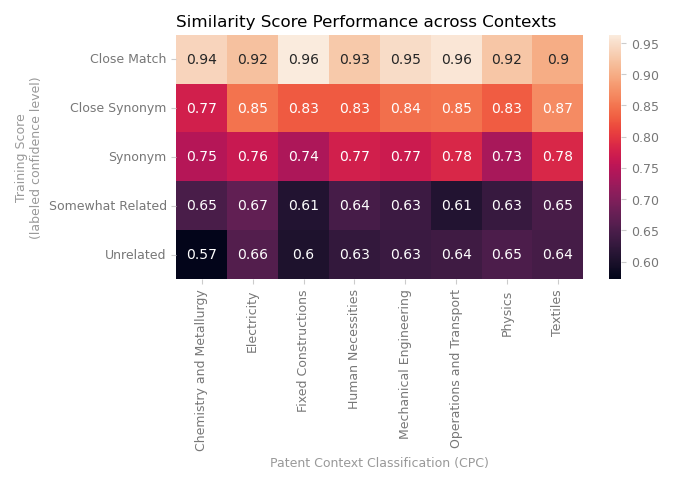 Similarity Score Performance across Contexts
Training Score
(labeled confidence level)
Close Match 0.94 0.92 0.96 0.93 0.95 0.96 0.92 0.9
Close Synonym 0.77 0.85 0.83 0.83 0.84 0.85 0.83 0.87
Synonym 0.75 0.76 0.74 0.77 0.77 0.78 0.73 0.78
Somewhat Related 0.65 0.67 0.61 0.64 0.63 0.61 0.63 0.65
Unrelated 0.57 0.66 0.6 0.63 0.63 0.64 0.65 0.64
Chemistry and Metallurgy
Electricity
Fixed Constructions
Human Necessities
Mechanical Engineering
Operations and Transport
Physics
Textiles
Patent Context Classification (CPC)
0.95
0.90
0.85
0.80
0.75
0.70
0.65
0.60